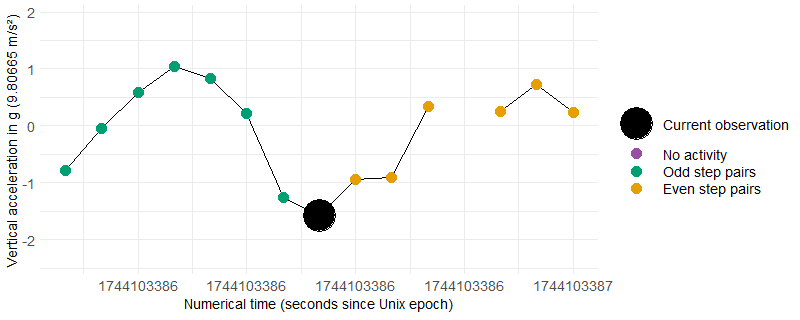 Vertical acceleration in g (9.80665 m/s²)
2
1
0
-1
-2
1744103386 1744103386 1744103386 1744103386 1744103387
Numerical time (seconds since Unix epoch)
Current observation
No activity
Odd step pairs
Even step pairs